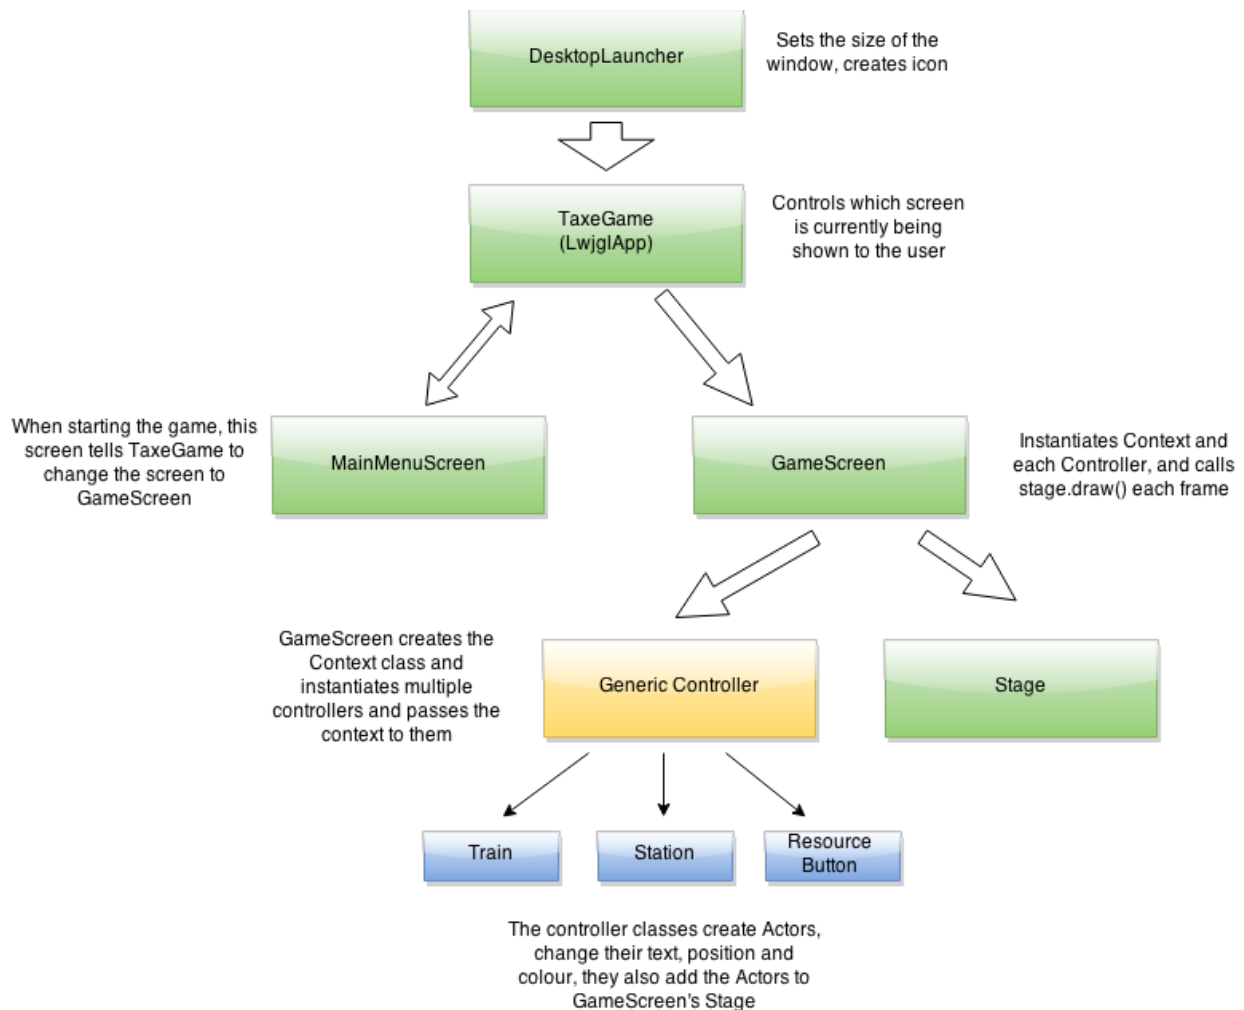 DesktopLauncher
Sets the size of the
window, creates icon
TaxeGame
(LwjglApp)
Controls which screen
is currently being
shown to the user
When starting the game, this
screen tells TaxeGame to
change the screen to
GameScreen
MainMenuScreen
GameScreen
Instantiates Context and
each Controller, and calls
stage.draw() each frame
GameScreen creates the
Context class and
instantiates multiple
controllers and passes the
context to them
Generic Controller
Stage
Train
Station
Resource
Button
The controller classes create Actors,
change their text, position and
colour, they also add the Actors to
GameScreen's Stage